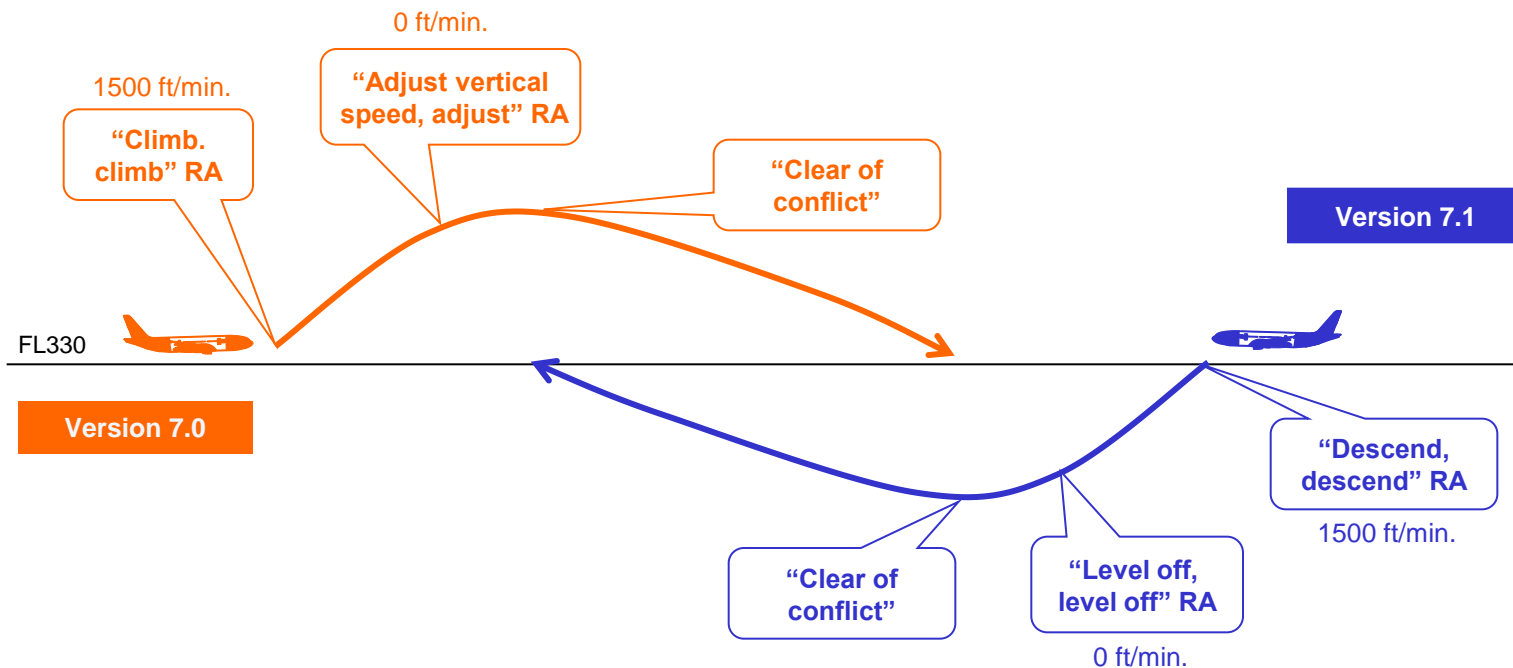 0 ft/min.
1500 ft/min.
“Adjust vertical
speed, adjust” RA
“Climb.
climb” RA
“Clear of
conflict”
Version 7.1
FL330
Version 7.0
“Descend,
descend” RA
1500 ft/min.
“Clear of
conflict”
“Level off,
level off” RA
0 ft/min.